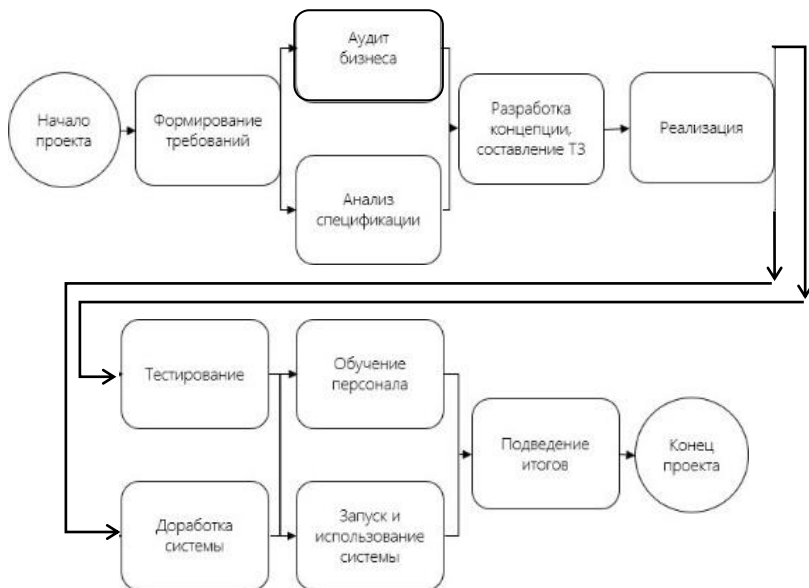 Начало
проекта
Формирование
требований
Аудит
бизнеса
Анализ
спецификации
Разработка
концепции,
составление ТЗ
Реализация
Тестирование
Доработка
системы
Обучение
персонала
Запуск и
использование
системы
Подведение
итогов
Конец
проекта